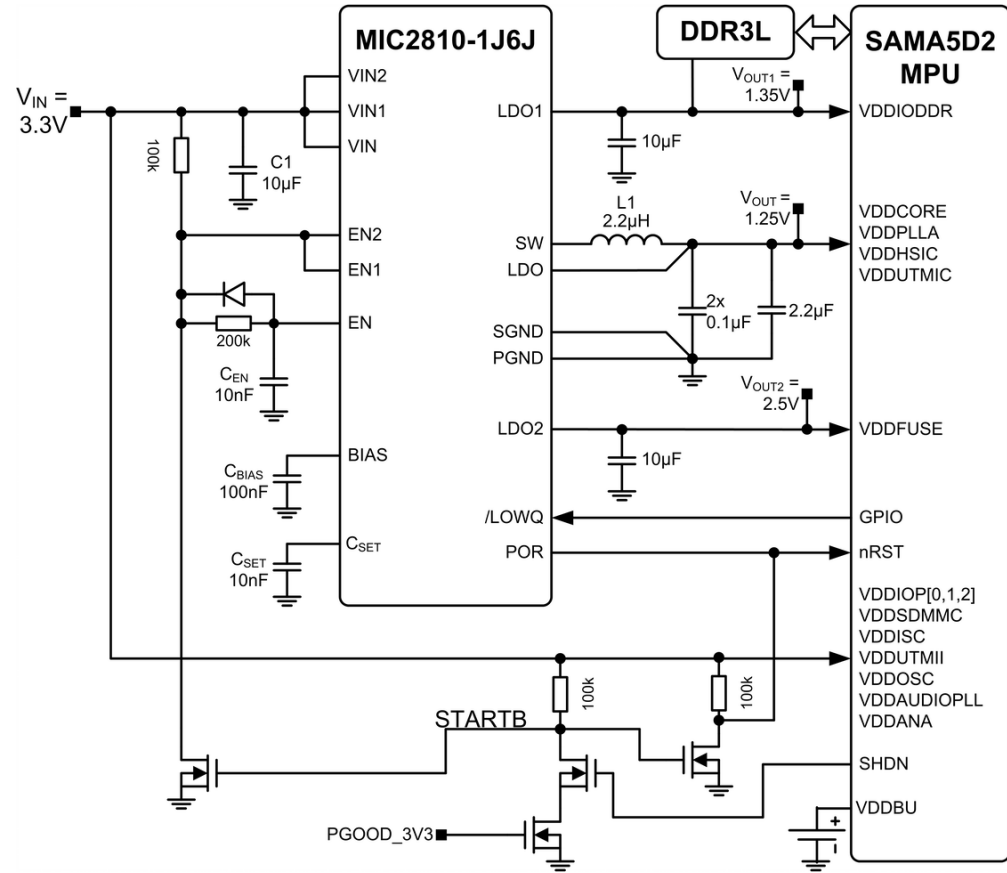 MIC2810-1J6J
DDR3L
SAMA5D2
MPU
V_IN =
3.3V
VIN2
VIN1
VIN
100k
C1
10µF
EN2
EN1
EN
200k
C_EN
10nF
BIAS
C_BIAS
100nF
C_SET
C_SET
10nF
LDO1
10µF
V_OUT1 =
1.35V
VDDIODDR
L1
2.2µH
SW
LDO
V_OUT =
1.25V
VDDCORE
VDDPLLA
VDDHSIC
VDDUTMIC
2x
0.1µF
2.2µF
SGND
PGND
V_OUT2 =
2.5V
LDO2
10µF
VDDFUSE
/LOWQ
GPIO
POR
nRST
VDDIOP[0,1,2]
VDDSDMMC
VDDISC
VDDUTMII
VDDOSC
VDDAUDIOPLL
VDDANA
100k
100k
STARTB
SHDN
VDDBU
+
-
PGOOD_3V3